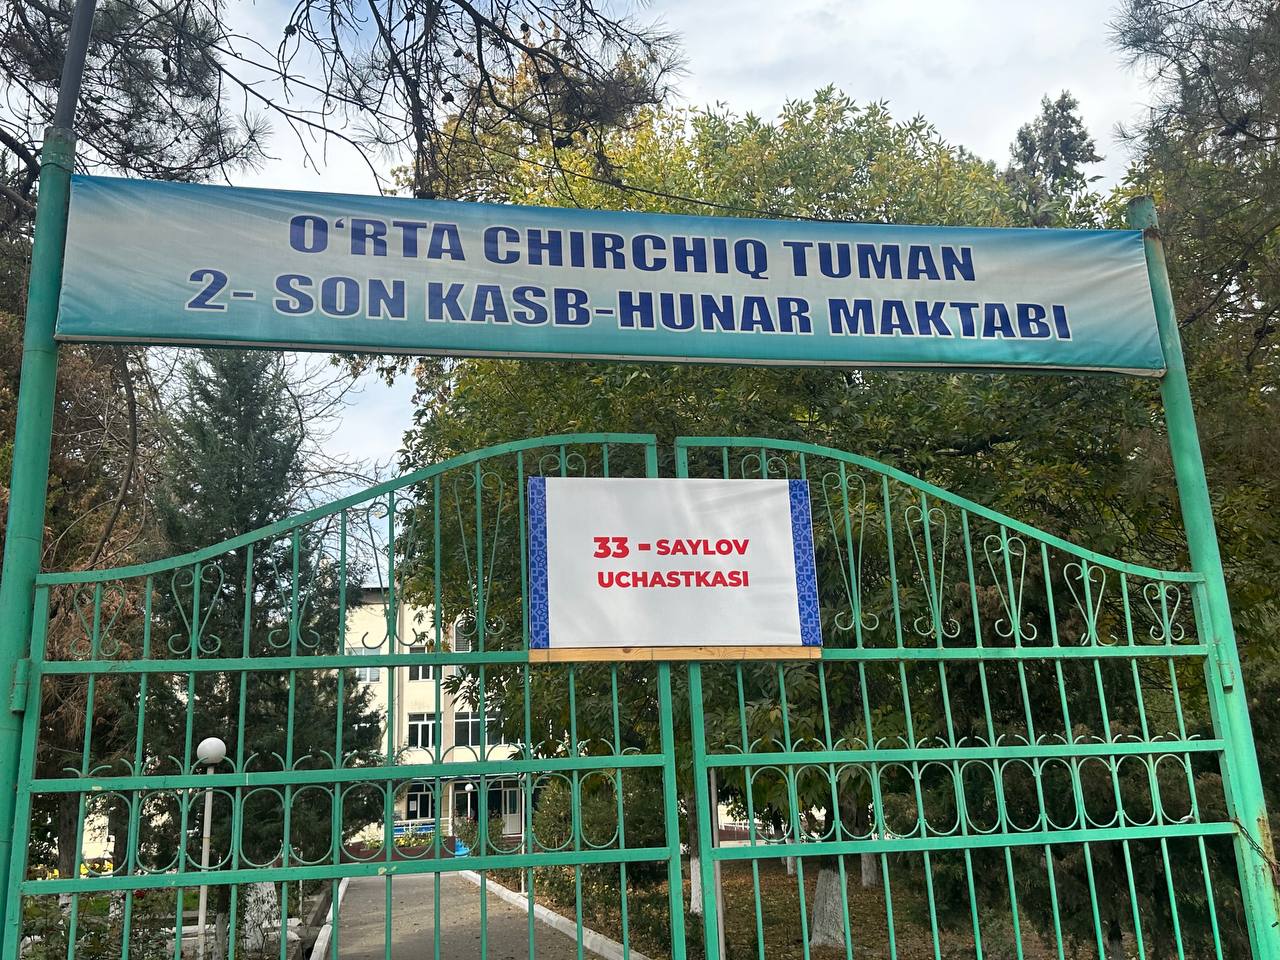 O‘RTA CHIRCHIQ TUMAN
2- SON KASB-HUNAR MAKTABI
33 - SAYLOV
UCHASTKASI